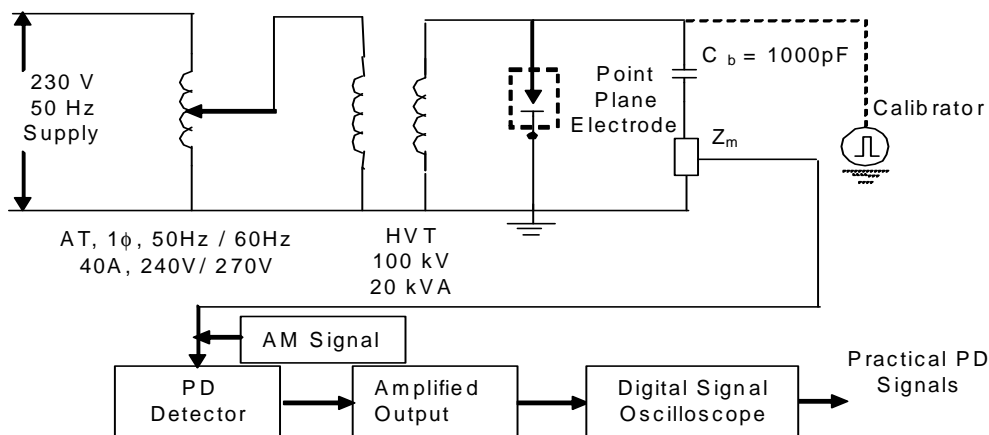 230 V
50 Hz
Supply
Point
Plane
Electrode
C b = 1000pF
Calibrator
Zm
AT, 1ϕ, 50Hz / 60Hz
40A, 240V/ 270V
HVT
100 kV
20 kVA
AM Signal
PD
Detector
Amplified
Output
Digital Signal
Oscilloscope
Practical PD
Signals